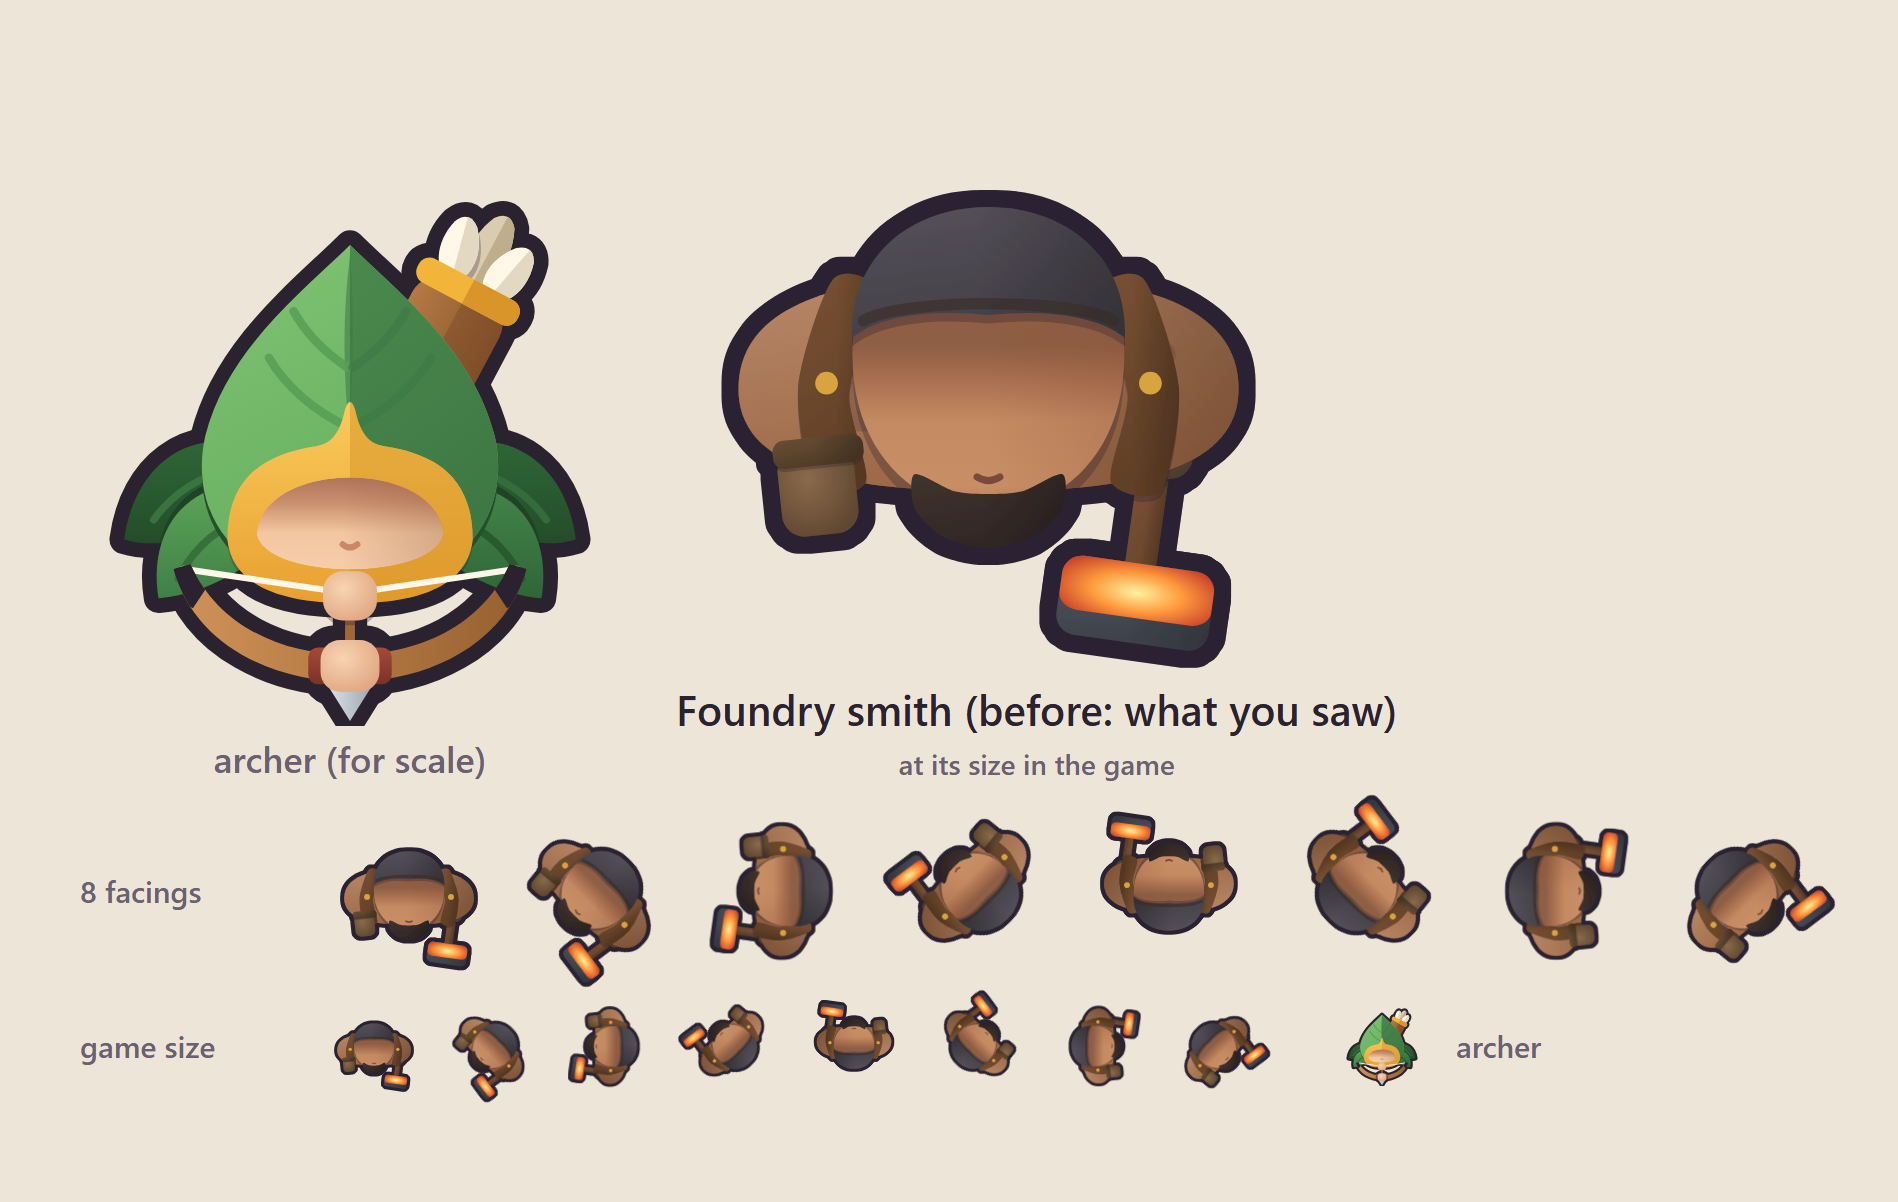 Foundry smith (before: what you saw)
archer (for scale)
at its size in the game
8 facings
game size
archer